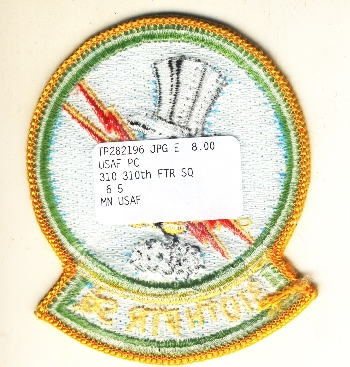 TP282196 JPG E 8.00
USAF PC
310 310th FTR SQ
6 5
MN USAF